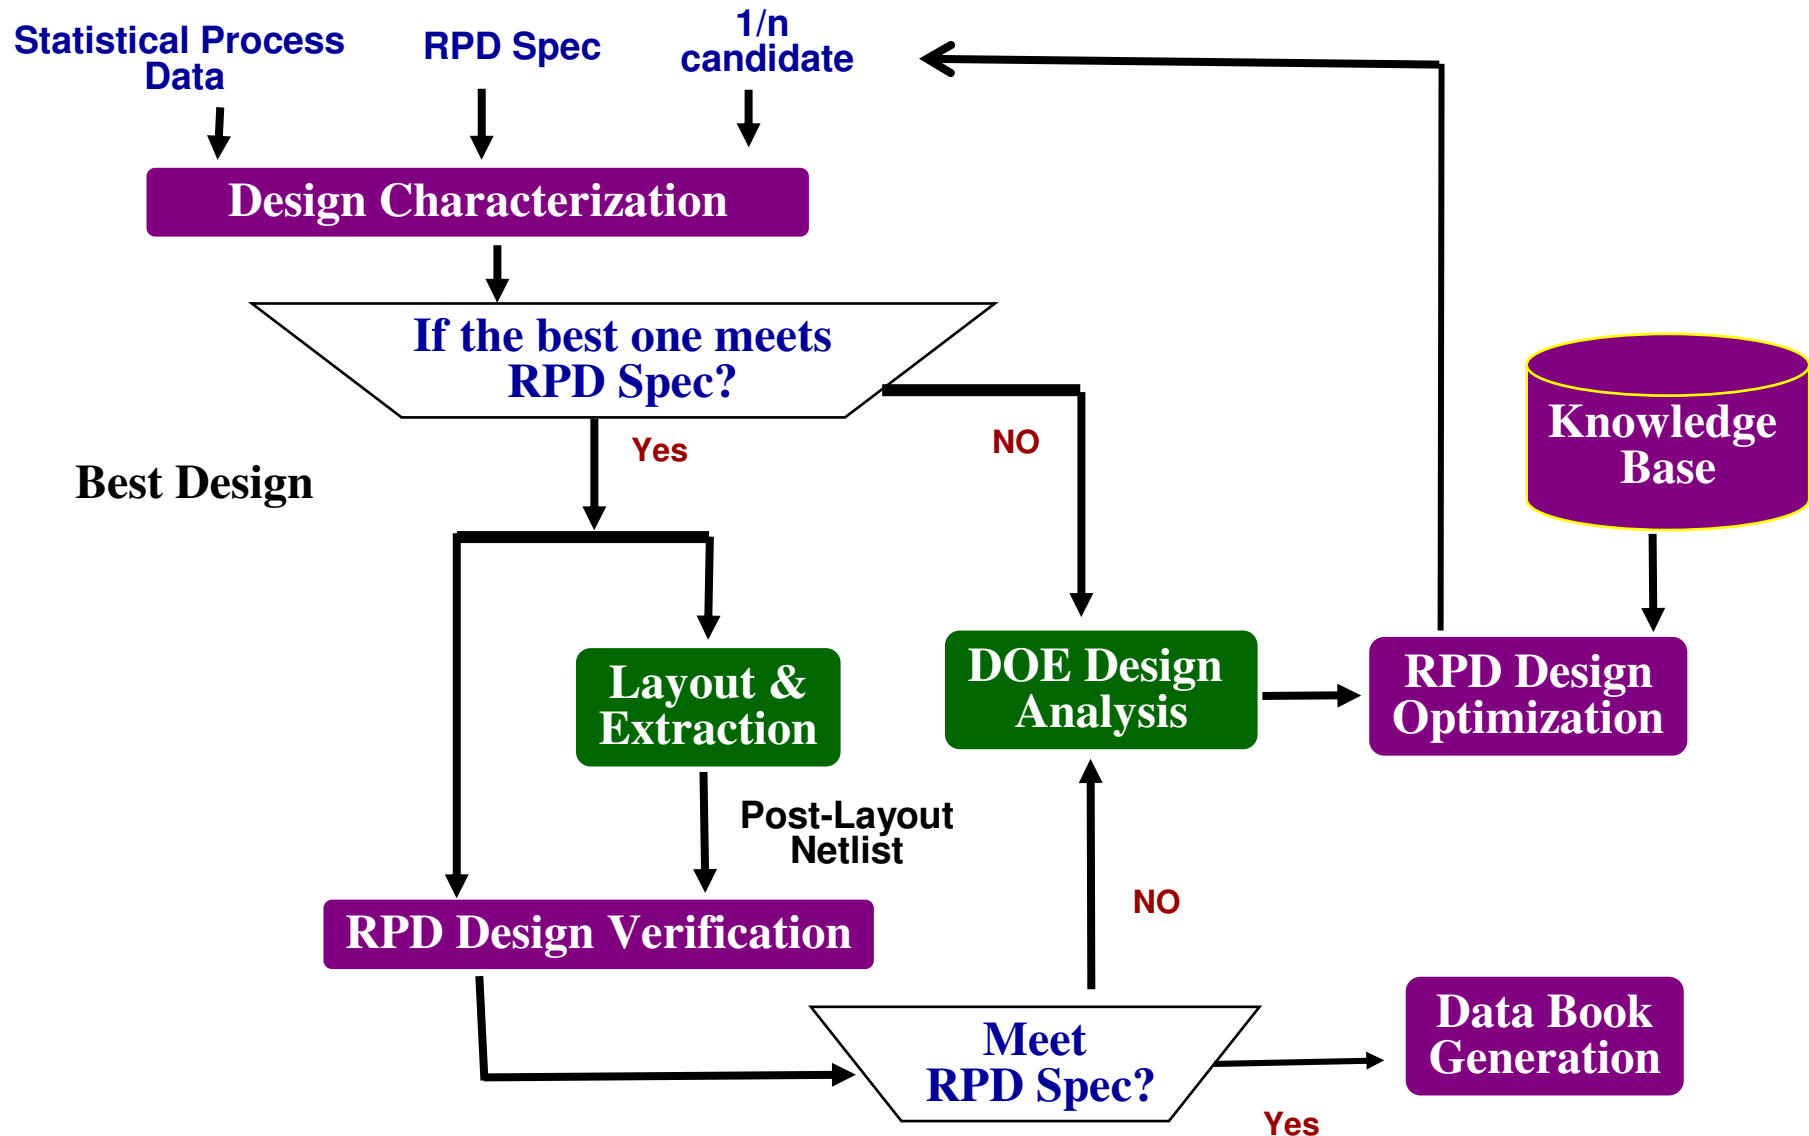 Statistical Process
Data
RPD Spec
1/n
candidate
Design Characterization
If the best one meets
RPD Spec?
Yes
NO
Best Design
Knowledge
Base
Layout &
Extraction
DOE Design
Analysis
RPD Design
Optimization
Post-Layout
Netlist
NO
RPD Design Verification
Meet
RPD Spec?
Yes
Data Book
Generation